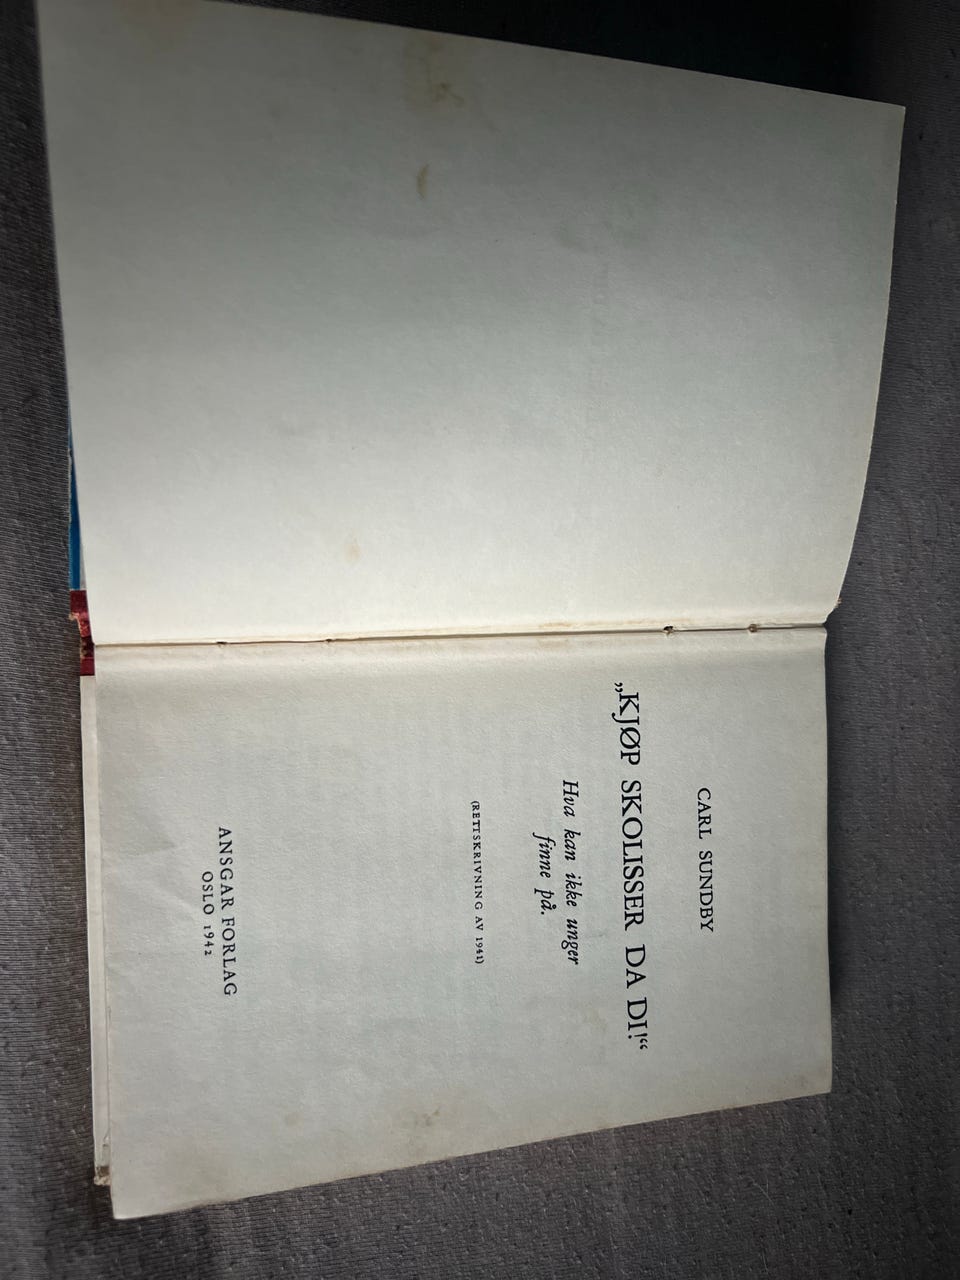 CARL SUNDBY
„KJØP SKOLISSER DA DI!“
Hva kan ikke unger
finne på.
(RETTSKRIVNING AV 1941)
ANSGAR FORLAG
OSLO 1942